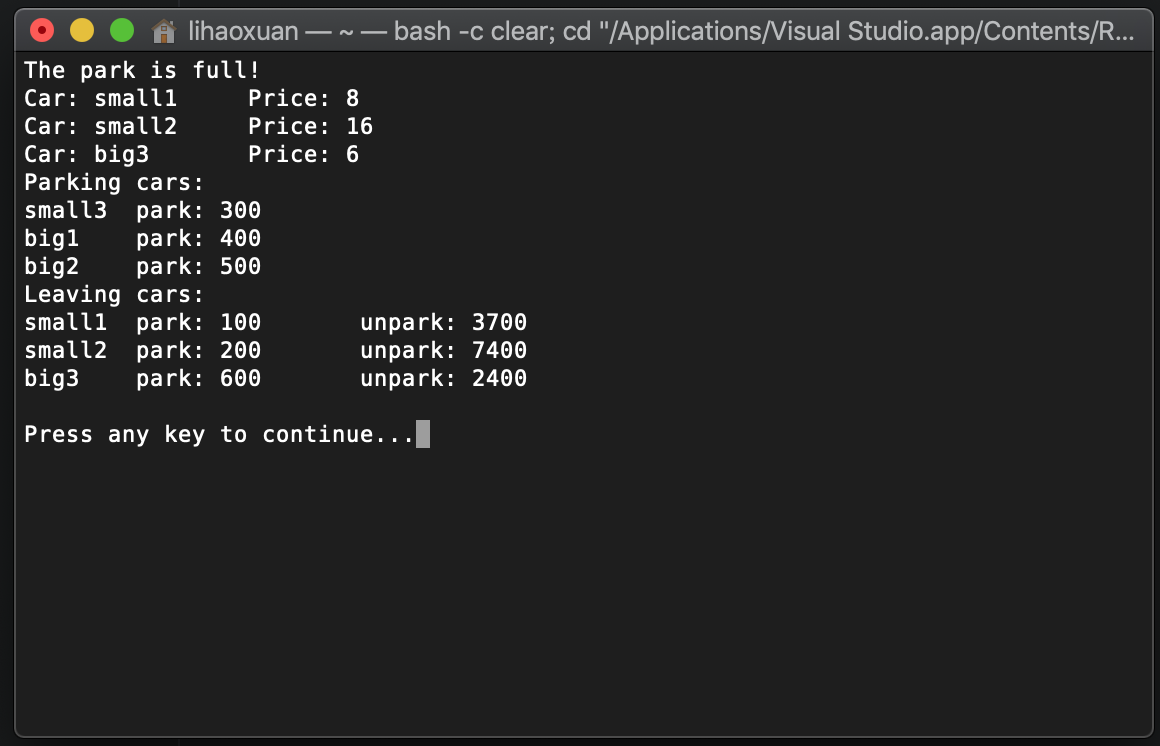 lihaoxuan — ~ — bash -c clear; cd "/Applications/Visual Studio.app/Contents/R...
The park is full!
Car: small1     Price: 8
Car: small2     Price: 16
Car: big3       Price: 6
Parking cars:
small3  park: 300
big1    park: 400
big2    park: 500
Leaving cars:
small1  park: 100       unpark: 3700
small2  park: 200       unpark: 7400
big3    park: 600       unpark: 2400
Press any key to continue...